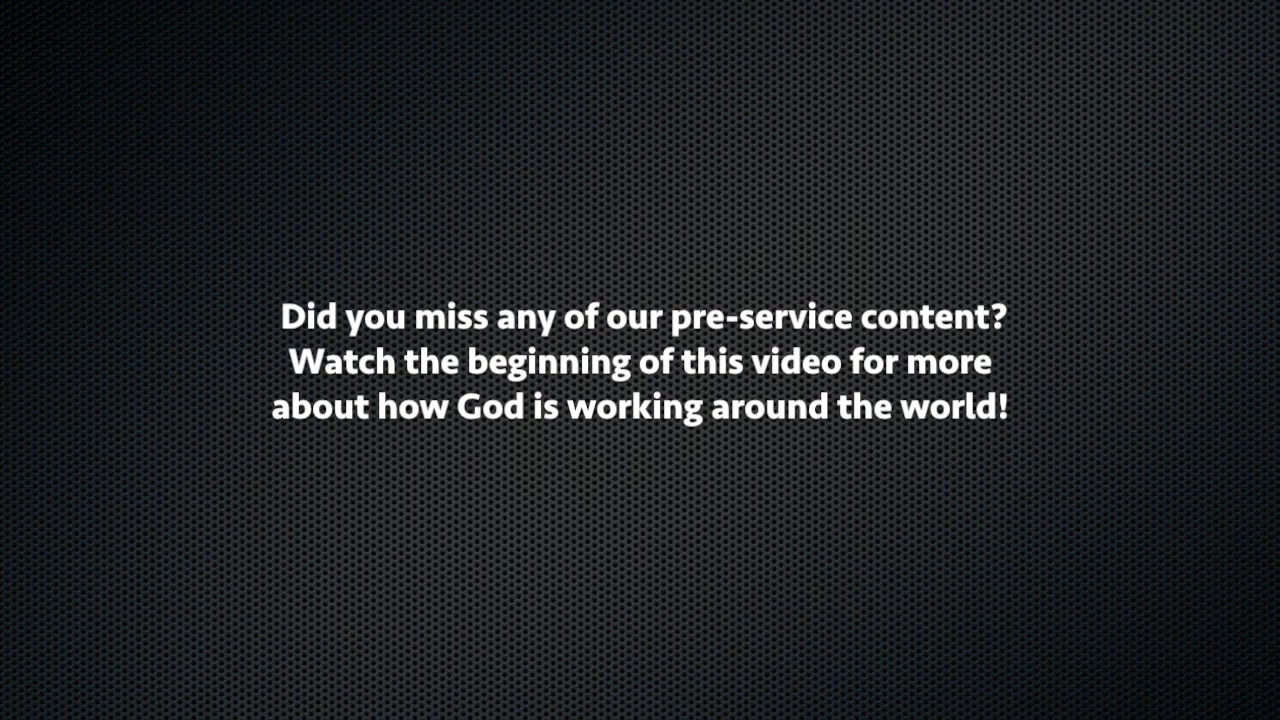 Did you miss any of our pre-service content?
Watch the beginning of this video for more
about how God is working around the world!